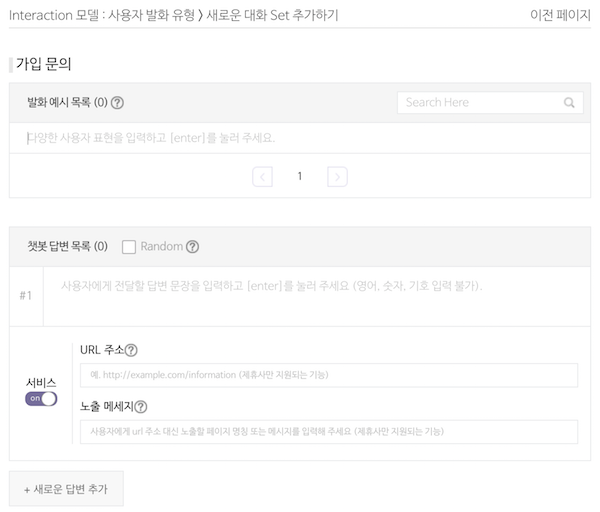 Interaction 모델 : 사용자 발화 유형 > 새로운 대화 Set 추가하기
이전 페이지
가입 문의
발화 예시 목록 (0) ?
Search Here
다양한 사용자 표현을 입력하고 [enter]를 눌러 주세요.
< 1 >
챗봇 답변 목록 (0) Random ?
#1 사용자에게 전달할 답변 문장을 입력하고 [enter]를 눌러 주세요 (영어, 숫자, 기호 입력 불가).
서비스
on
URL 주소 ?
예. http://example.com/information (제휴사만 지원되는 기능)
노출 메세지 ?
사용자에게 url 주소 대신 노출할 페이지 명칭 또는 메시지를 입력해 주세요 (제휴사만 지원되는 기능)
+ 새로운 답변 추가